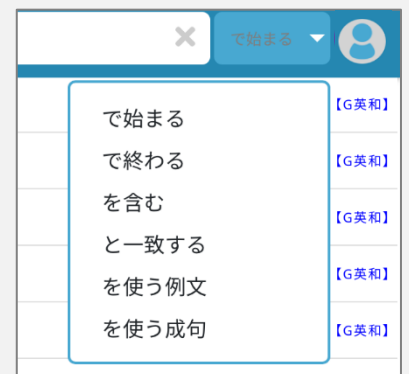 で始まる
【G英和】
で始まる
で終わる
【G英和】
を含む
【G英和】
と一致する
【G英和】
を使う例文
を使う成句
【G英和】